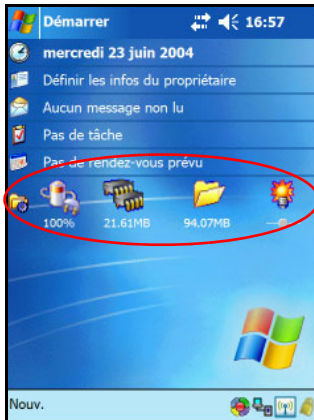 Démarrer 16:57
mercredi 23 juin 2004
Définir les infos du propriétaire
Aucun message non lu
Pas de tâche
Pas de rendez-vous prévu
100% 21.61MB 94.07MB
Nouv.